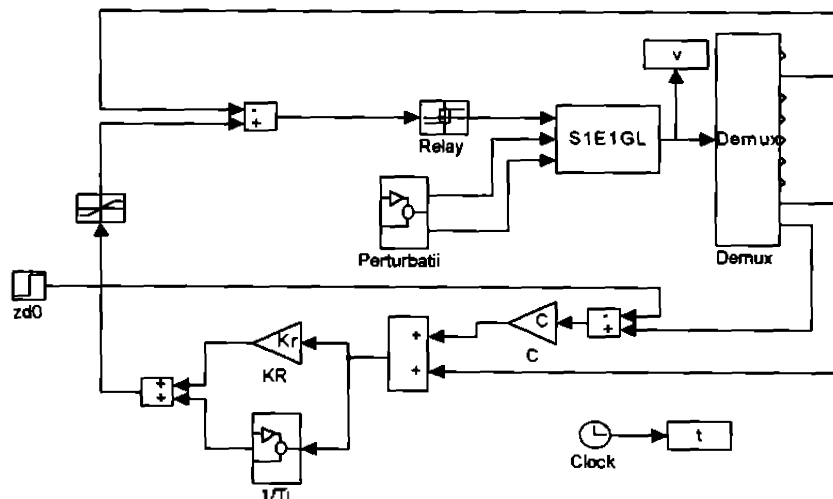 v
-
+
Relay
S1E1GL
Demux
Demux
Perturbatii
zd0
-
+
C
C
+
+
Kr
KR
+
+
1/Ti
Clock
t